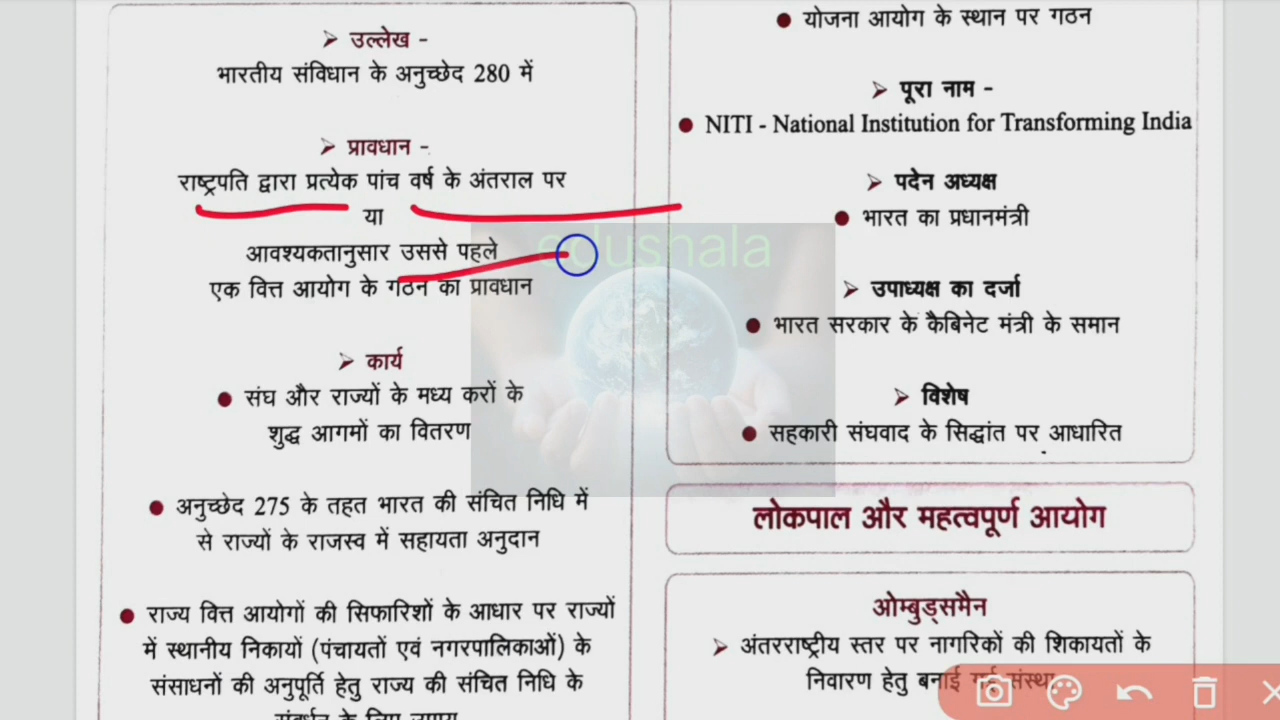 ➢ उल्लेख -
भारतीय संविधान के अनुच्छेद 280 में
➢ प्रावधान -
राष्ट्रपति द्वारा प्रत्येक पांच वर्ष के अंतराल पर
या
आवश्यकतानुसार उससे पहले
एक वित्त आयोग के गठन का प्रावधान
➢ कार्य
● संघ और राज्यों के मध्य करों के
शुद्ध आगमों का वितरण
● अनुच्छेद 275 के तहत भारत की संचित निधि में
से राज्यों के राजस्व में सहायता अनुदान
● राज्य वित्त आयोगों की सिफारिशों के आधार पर राज्यों
में स्थानीय निकायों (पंचायतों एवं नगरपालिकाओं) के
संसाधनों की अनुपूर्ति हेतु राज्य की संचित निधि के
संवर्धन के लिए उपाय
● योजना आयोग के स्थान पर गठन
➢ पूरा नाम -
● NITI - National Institution for Transforming India
➢ पदेन अध्यक्ष
● भारत का प्रधानमंत्री
➢ उपाध्यक्ष का दर्जा
● भारत सरकार के कैबिनेट मंत्री के समान
➢ विशेष
● सहकारी संघवाद के सिद्धांत पर आधारित
लोकपाल और महत्वपूर्ण आयोग
ओम्बुड्समैन
➢ अंतरराष्ट्रीय स्तर पर नागरिकों की शिकायतों के
निवारण हेतु बनाई गई संस्था
edushala